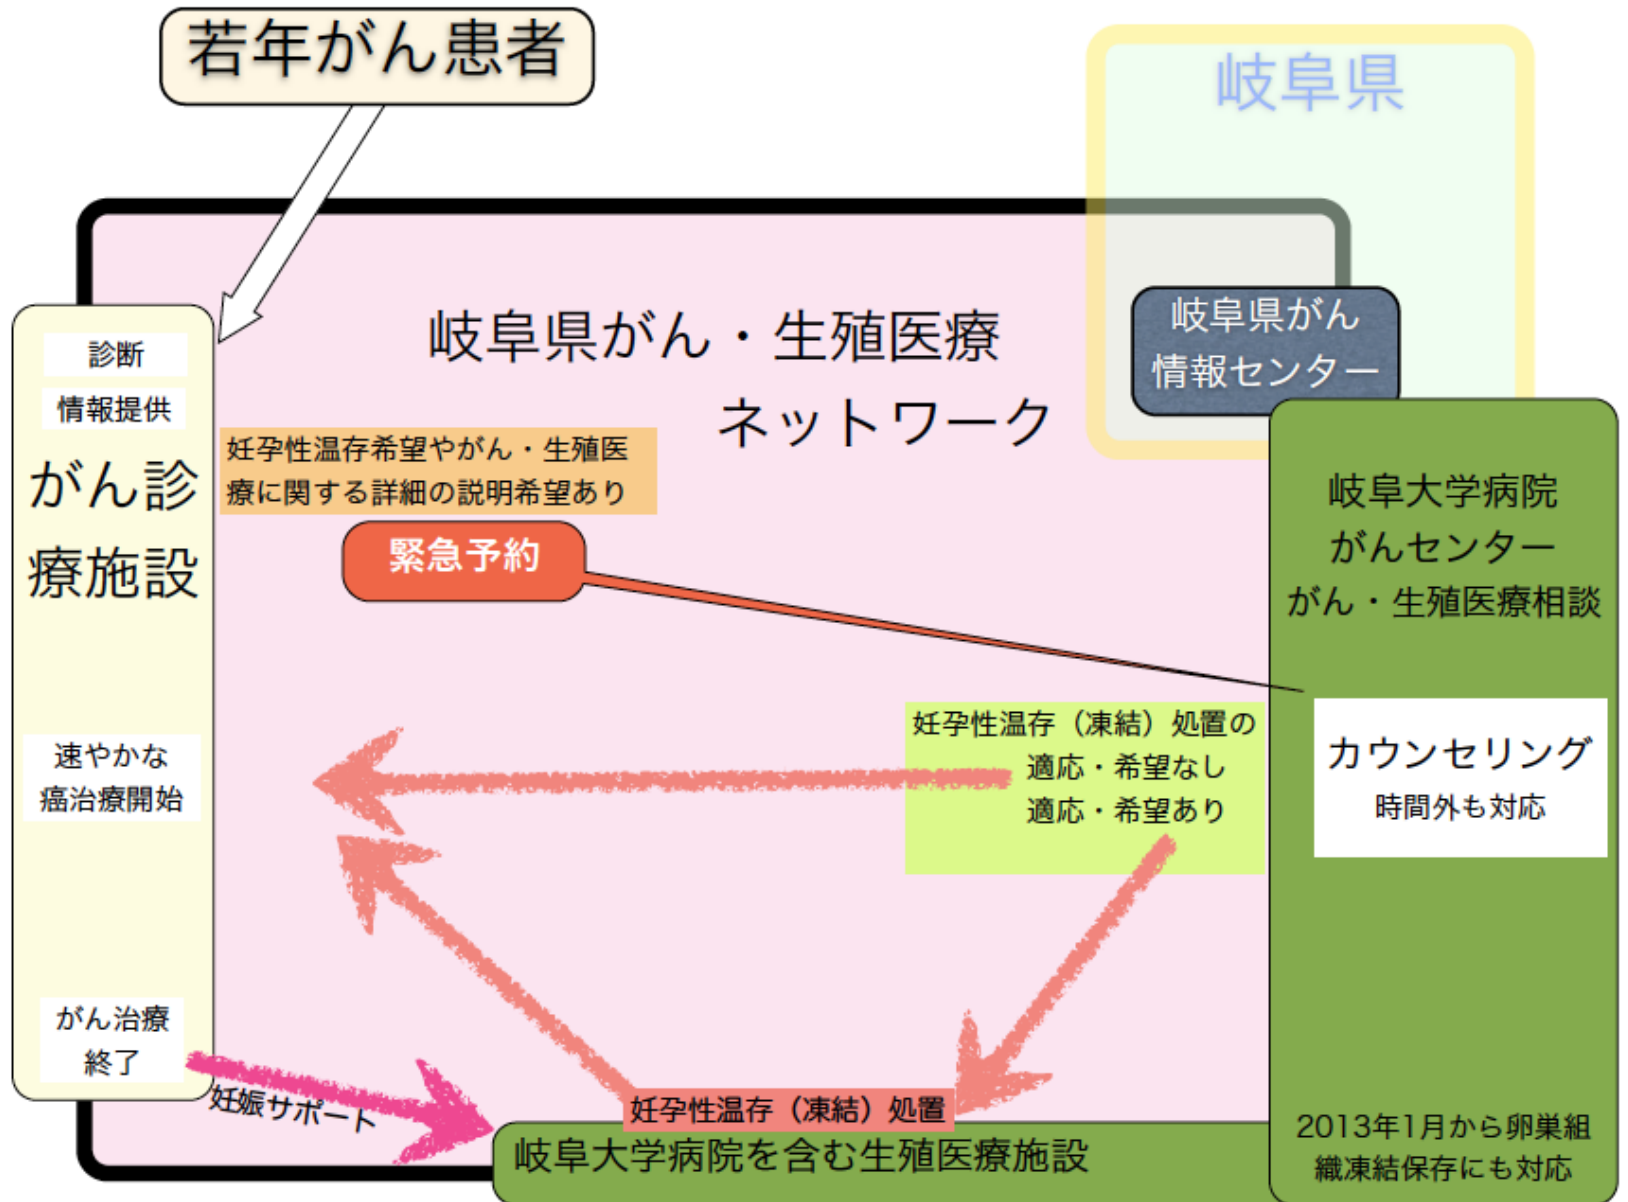 若年がん患者
岐阜県
岐阜県がん・生殖医療
ネットワーク
岐阜県がん
情報センター
診断
情報提供
がん診
療施設
妊孕性温存希望やがん・生殖医
療に関する詳細の説明希望あり
緊急予約
岐阜大学病院
がんセンター
がん・生殖医療相談
カウンセリング
時間外も対応
妊孕性温存（凍結）処置の
適応・希望なし
適応・希望あり
速やかな
癌治療開始
がん治療
終了
妊娠サポート
妊孕性温存（凍結）処置
岐阜大学病院を含む生殖医療施設
2013年1月から卵巣組
織凍結保存にも対応